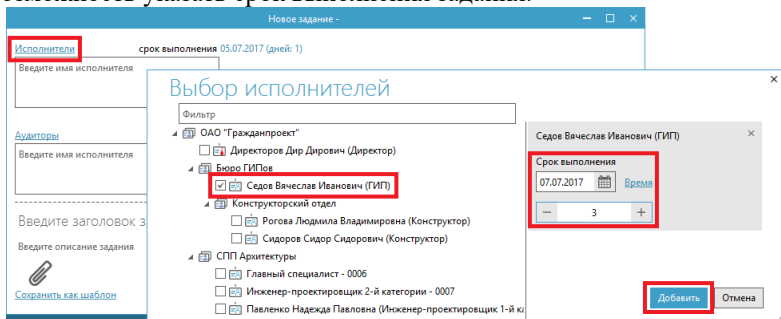 Новое задание -
Исполнители срок выполнения 05.07.2017 (дней: 1)
Введите имя исполнителя
Аудиторы
Введите имя исполнителя
Введите заголовок з
Введите описание задания
Сохранить как шаблон
Выбор исполнителей
Фильтр
ОАО "Гражданпроект"
Директоров Дир Дирович (Директор)
Бюро ГИПов
Седов Вячеслав Иванович (ГИП)
Конструкторский отдел
Рогова Людмила Владимировна (Конструктор)
Сидоров Сидор Сидорович (Конструктор)
СПП Архитектуры
Главный специалист - 0006
Инженер-проектировщик 2-й категории - 0007
Павленко Надежда Павловна (Инженер-проектировщик 1-й ка
Седов Вячеслав Иванович (ГИП)
Срок выполнения
07.07.2017 Время
3
Добавить Отмена